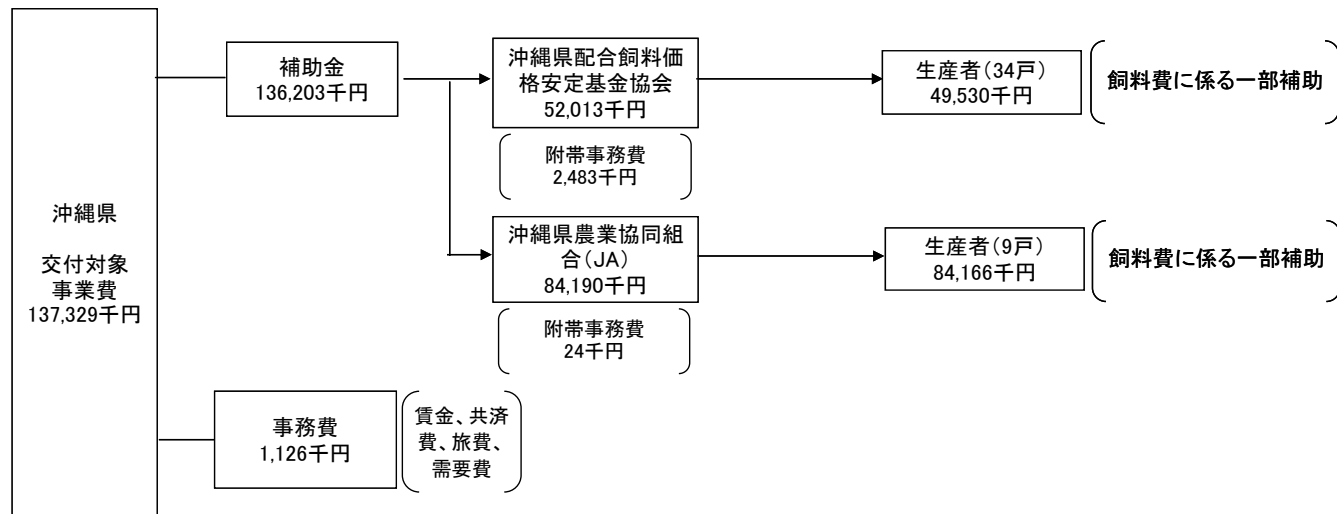 沖縄県
交付対象
事業費
137,329千円
補助金
136,203千円
沖縄県配合飼料価
格安定基金協会
52,013千円
附帯事務費
2,483千円
生産者(34戸)
49,530千円
飼料費に係る一部補助
沖縄県農業協同組
合(JA)
84,190千円
附帯事務費
24千円
生産者(9戸)
84,166千円
飼料費に係る一部補助
事務費
1,126千円
賃金、共済
費、旅費、
需要費